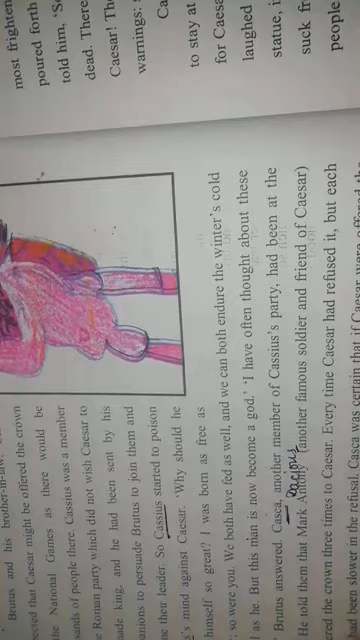 most frighten
poured forth
told him, 'S
dead. There
Caesar! Th
warnings:
Ca
to stay at
for Caesa
laughed
statue, i
suck fr
people
Brutus and his brother-in-law,
ected that Caesar might be offered the crown
the National Games as there would be
sands of people there. Cassius was a member
e Roman party which did not wish Caesar to
ade king, and he had been sent by his
anions to persuade Brutus to join them and
me their leader. So Cassius started to poison
s's mind against Caesar. 'Why should he
himself so great? I was born as free as
so were you. We both have fed as well, and we can both endure the winter's cold
as he. But this man is now become a god.' 'I have often thought about these
Brutus answered. Casca, another member of Cassius's party, had been at the
He told them that Mark Antony (another famous soldier and friend of Caesar)
ered the crown three times to Caesar. Every time Caesar had refused it, but each
had been slower in the refusal. Casca was certain that if Caesar were offered the